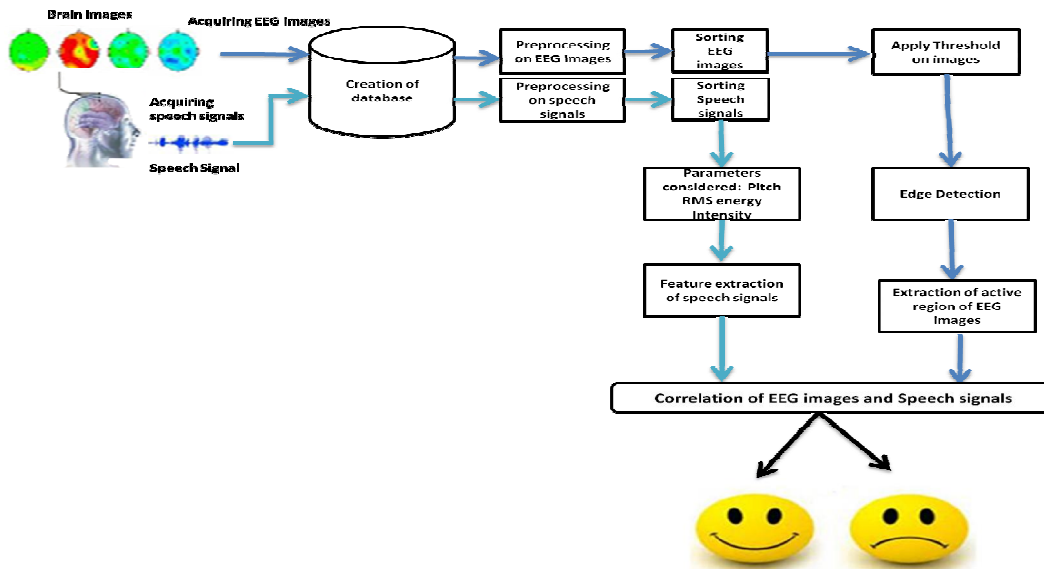 Brain Images
Acquiring EEG Images
Acquiring
speech signals
Speech Signal
Creation of
database
Preprocessing
on EEG Images
Sorting
EEG
images
Apply Threshold
on images
Preprocessing
on speech
signals
Sorting
Speech
signals
Parameters
considered: Pitch
RMS energy
Intensity
Edge Detection
Feature extraction
of speech signals
Extraction of active
region of EEG
Images
Correlation of EEG images and Speech signals